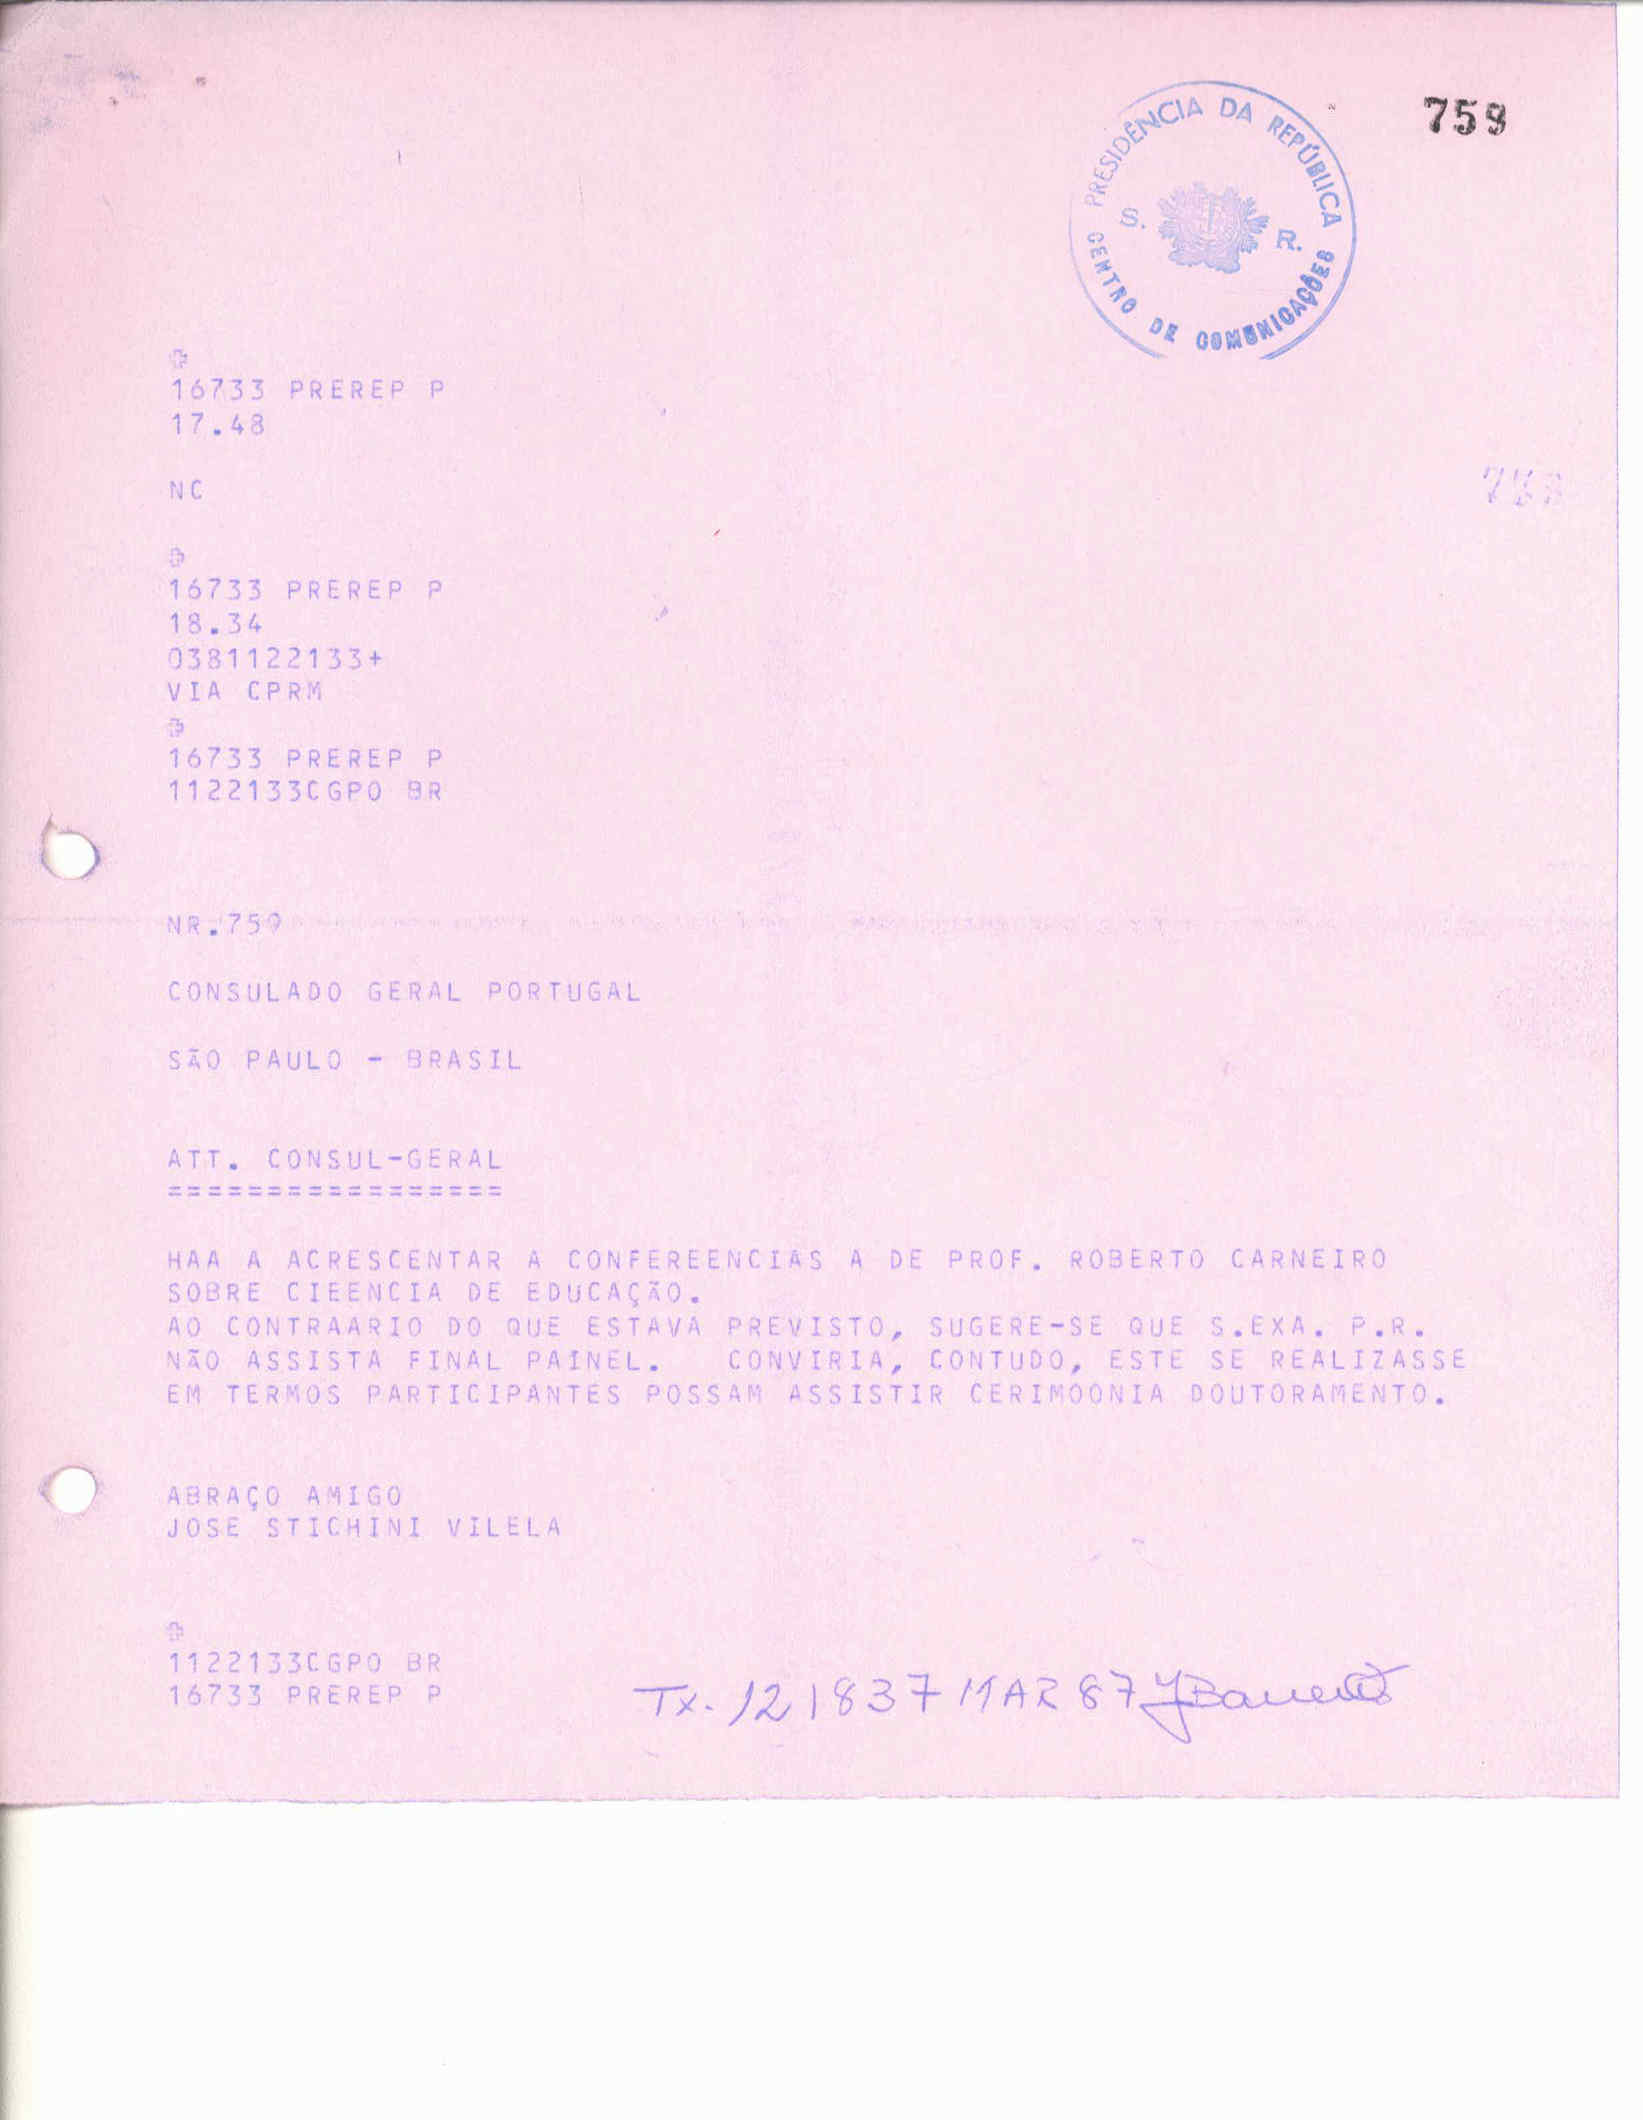 759
PRESIDÊNCIA DA REPÚBLICA
S. R.
CENTRO DE COMUNICAÇÕES
16733 PREREP P
17.48
NC
16733 PREREP P
18.34
0381122133+
VIA CPRM
16733 PREREP P
1122133CGPO BR
NR.759
CONSULADO GERAL PORTUGAL
SÃO PAULO - BRASIL
ATT. CONSUL-GERAL
=================
HAA A ACRESCENTAR A CONFEREENCIAS A DE PROF. ROBERTO CARNEIRO
SOBRE CIEENCIA DE EDUCAÇÃO.
AO CONTRAARIO DO QUE ESTAVA PREVISTO, SUGERE-SE QUE S.EXA. P.R.
NÃO ASSISTA FINAL PAINEL. CONVIRIA, CONTUDO, ESTE SE REALIZASSE
EM TERMOS PARTICIPANTES POSSAM ASSISTIR CERIMOONIA DOUTORAMENTO.
ABRAÇO AMIGO
JOSE STICHINI VILELA
1122133CGPO BR
16733 PREREP P
Tx. 121837 MAR 87